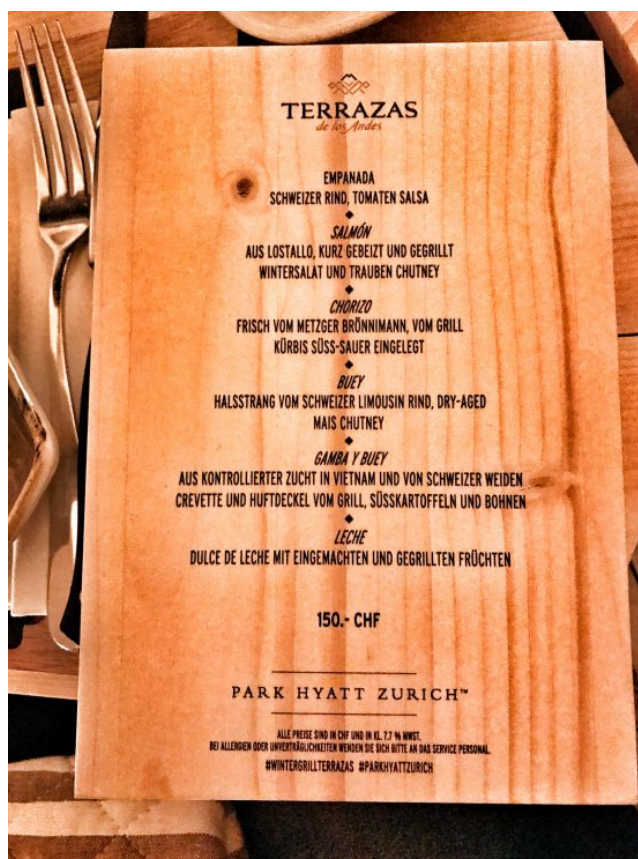 TERRAZAS
de los Andes
EMPANADA
SCHWEIZER RIND, TOMATEN SALSA
SALMÓN
AUS LOSTALLO, KURZ GEBEIZT UND GEGRILLT
WINTERSALAT UND TRAUBEN CHUTNEY
CHORIZO
FRISCH VOM METZGER BRÖNNIMANN, VOM GRILL
KÜRBIS SÜSS-SAUER EINGELEGT
BUEY
HALSSTRANG VOM SCHWEIZER LIMOUSIN RIND, DRY-AGED
MAIS CHUTNEY
GAMBA Y BUEY
AUS KONTROLLIERTER ZUCHT IN VIETNAM UND VON SCHWEIZER WEIDEN
CREVETTE UND HUFTDECKEL VOM GRILL, SÜSSKARTOFFELN UND BOHNEN
LECHE
DULCE DE LECHE MIT EINGEMACHTEN UND GEGRILLTEN FRÜCHTEN
150.- CHF
PARK HYATT ZURICH™
ALLE PREISE SIND IN CHF UND IN KL. 7.7 % MWST.
BEI ALLERGIEN ODER UNVERTRÄGLICHKEITEN WENDEN SIE SICH BITTE AN DAS SERVICE PERSONAL.
#WINTERGRILLTERRAZAS #PARKHYATTZURICH